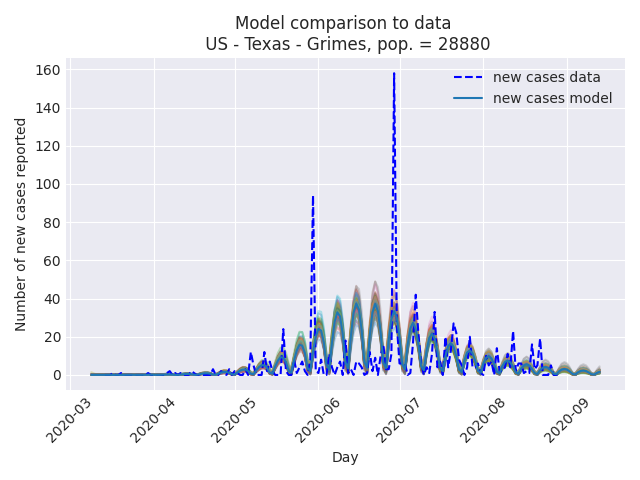 Model comparison to data
US - Texas - Grimes, pop. = 28880
new cases data
new cases model
Number of new cases reported
160
140
120
100
80
60
40
20
0
2020-03
2020-04
2020-05
2020-06
2020-07
2020-08
2020-09
Day